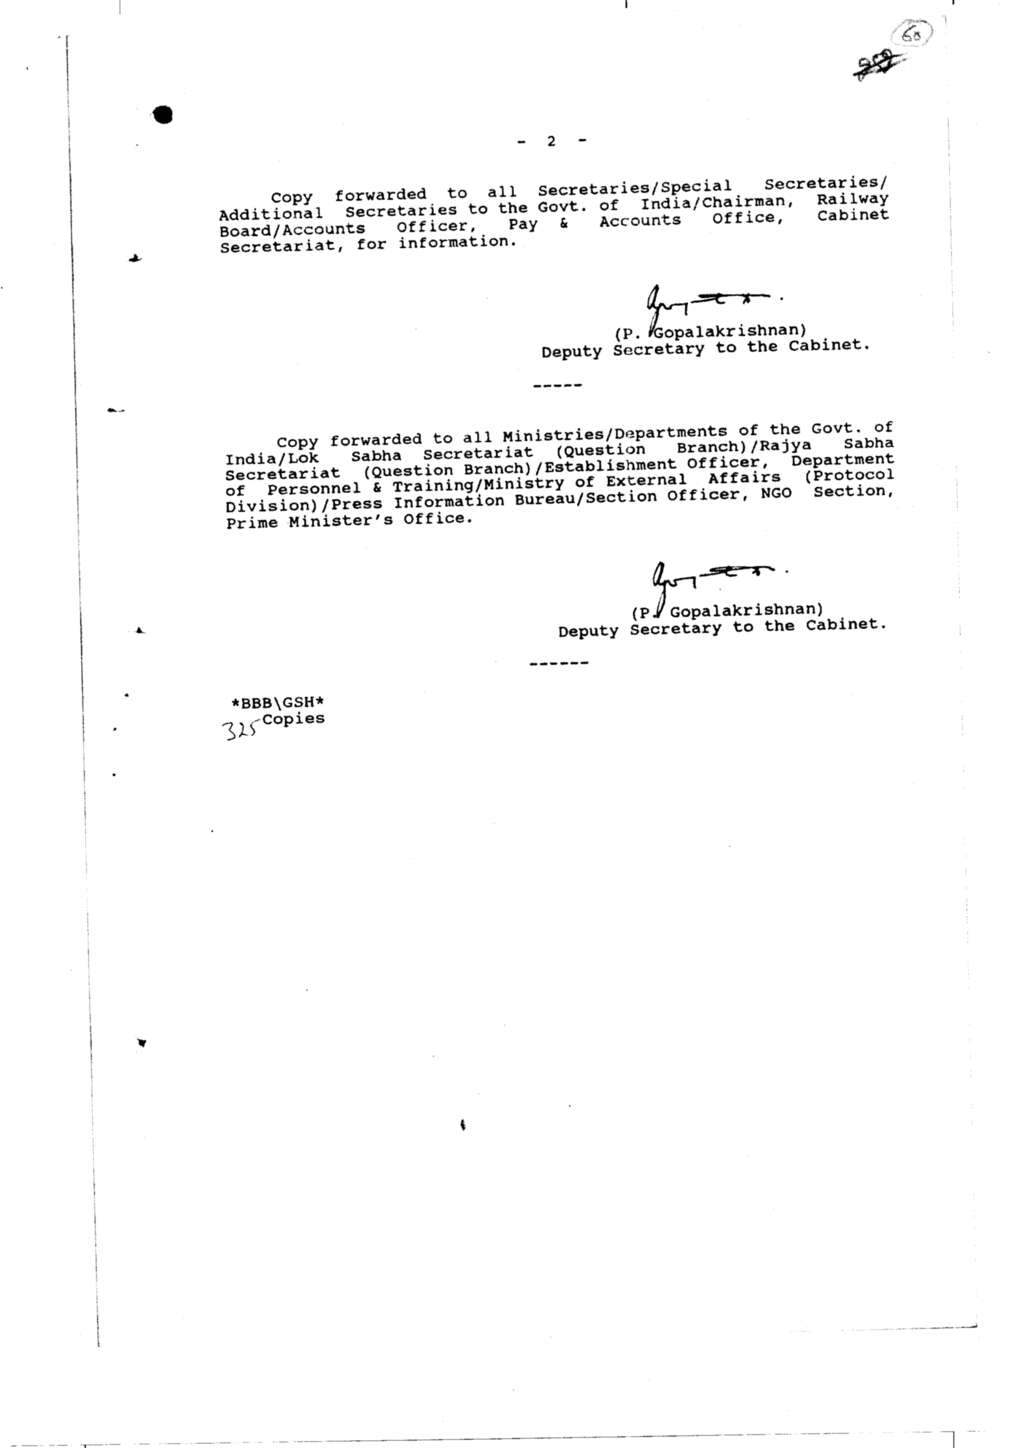 60
- 2 -
Copy forwarded to all Secretaries/Special Secretaries/
Additional Secretaries to the Govt. of India/Chairman, Railway
Board/Accounts Officer, Pay & Accounts Office, Cabinet
Secretariat, for information.
(P. Gopalakrishnan)
Deputy Secretary to the Cabinet.
-----
Copy forwarded to all Ministries/Departments of the Govt. of
India/Lok Sabha Secretariat (Question Branch)/Rajya Sabha
Secretariat (Question Branch)/Establishment Officer, Department
of Personnel & Training/Ministry of External Affairs (Protocol
Division)/Press Information Bureau/Section Officer, NGO Section,
Prime Minister's Office.
(P. Gopalakrishnan)
Deputy Secretary to the Cabinet.
------
*BBB\GSH*
325 Copies